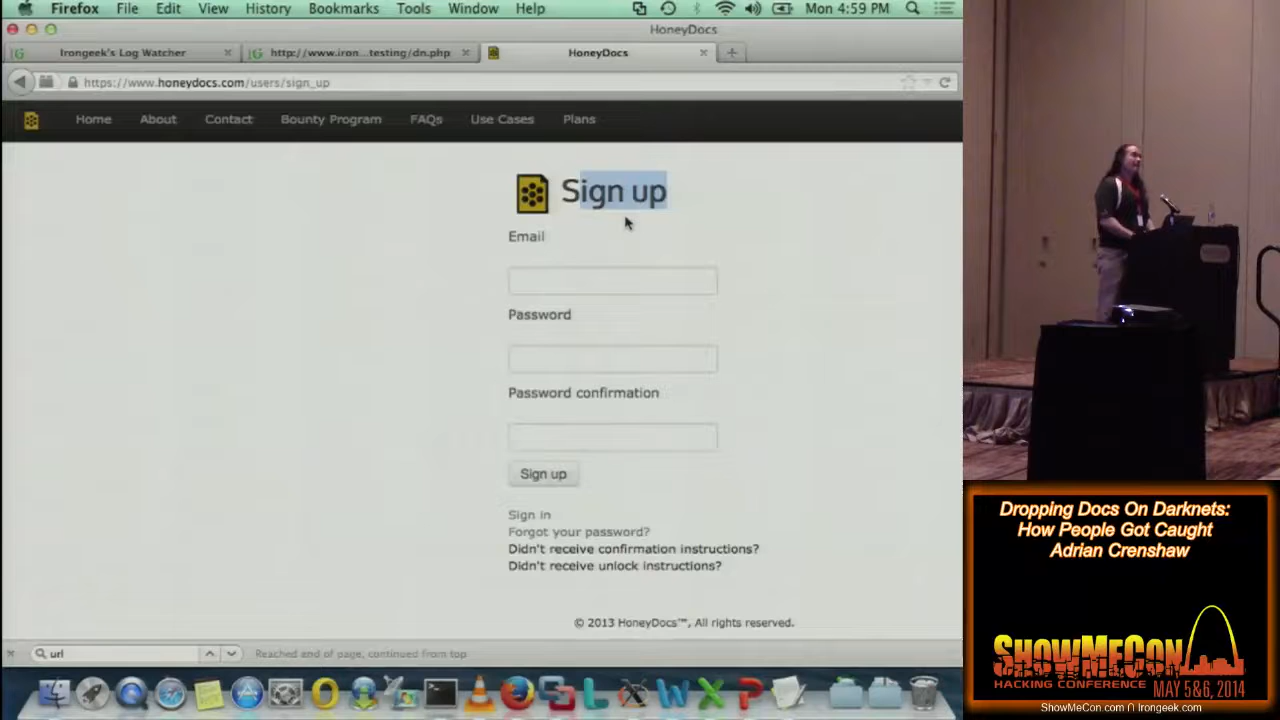 Firefox File Edit View History Bookmarks Tools Window Help Mon 4:59 PM
HoneyDocs
Irongeek's Log Watcher http://www.iron...testing/dn.php HoneyDocs
https://www.honeydocs.com/users/sign_up
Home About Contact Bounty Program FAQs Use Cases Plans
Sign up
Email
Password
Password confirmation
Sign up
Sign in
Forgot your password?
Didn't receive confirmation instructions?
Didn't receive unlock instructions?
© 2013 HoneyDocs™, All rights reserved.
url Reached end of page, continued from top
Dropping Docs On Darknets:
How People Got Caught
Adrian Crenshaw
ShowMeCon
HACKING CONFERENCE MAY 5&6, 2014
ShowMeCon.com // Irongeek.com